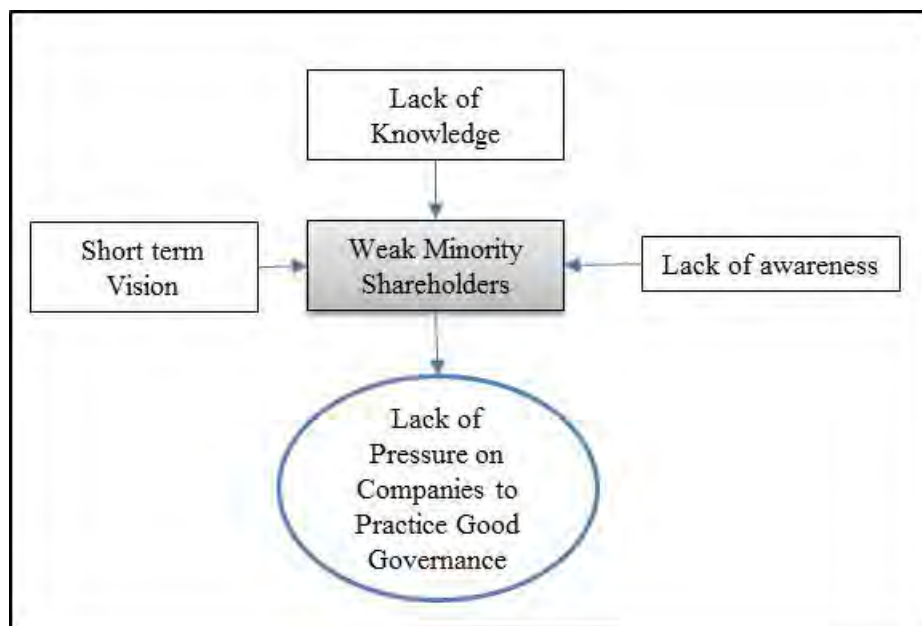 Lack of
Knowledge
Short term
Vision
Weak Minority
Shareholders
Lack of awareness
Lack of
Pressure on
Companies to
Practice Good
Governance